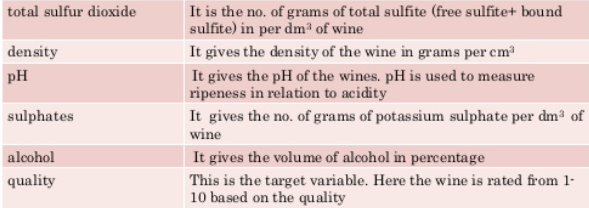 total sulfur dioxide It is the no. of grams of total sulfite (free sulfite+ bound
sulfite) in per dm³ of wine
density It gives the density of the wine in grams per cm³
pH It gives the pH of the wines. pH is used to measure
ripeness in relation to acidity
sulphates It gives the no. of grams of potassium sulphate per dm³ of
wine
alcohol It gives the volume of alcohol in percentage
quality This is the target variable. Here the wine is rated from 1-
10 based on the quality